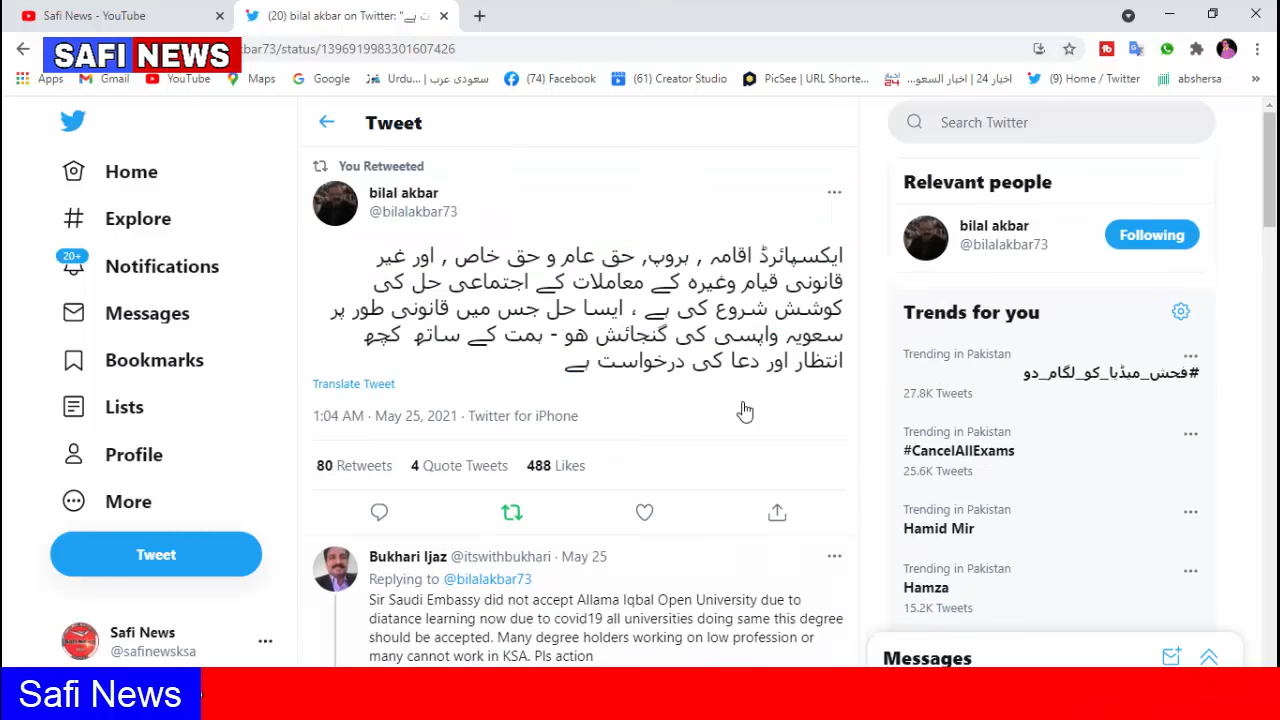 Safi News - YouTube
(20) bilal akbar on Twitter: "ت ہے
SAFI NEWS
bar73/status/1396919983301607426
Apps
Gmail
YouTube
Maps
Google
Urdu... سعودی عرب |
(74) Facebook
(61) Creator Studio
PicSee | URL Shorte...
اخبار 24 | اخبار السعو...
(9) Home / Twitter
abshersa
»
Home
Explore
20+
Notifications
Messages
Bookmarks
Lists
Profile
More
Tweet
Safi News
@safinewsksa
Tweet
You Retweeted
bilal akbar
@bilalakbar73
ایکسپائرڈ اقامہ , ہروپ, حق عام و حق خاص , اور غیر
قانونی قیام وغیرہ کے معاملات کے اجتماعی حل کی
کوشش شروع کی ہے ، ایسا حل جس میں قانونی طور پر
سعویہ واپسی کی گنجائش ھو - ہمت کے ساتھ کچھ
انتظار اور دعا کی درخواست ہے
Translate Tweet
1:04 AM · May 25, 2021 · Twitter for iPhone
80 Retweets 4 Quote Tweets 488 Likes
Bukhari Ijaz @itswithbukhari · May 25
Replying to @bilalakbar73
Sir Saudi Embassy did not accept Allama Iqbal Open University due to
diatance learning now due to covid19 all universities doing same this degree
should be accepted. Many degree holders working on low profession or
many cannot work in KSA. Pls action
Search Twitter
Relevant people
bilal akbar
@bilalakbar73
Following
Trends for you
Trending in Pakistan
#فحش_میڈیا_کو_لگام_دو
27.8K Tweets
Trending in Pakistan
#CancelAllExams
25.6K Tweets
Trending in Pakistan
Hamid Mir
Trending in Pakistan
Hamza
15.2K Tweets
Messages
Safi News